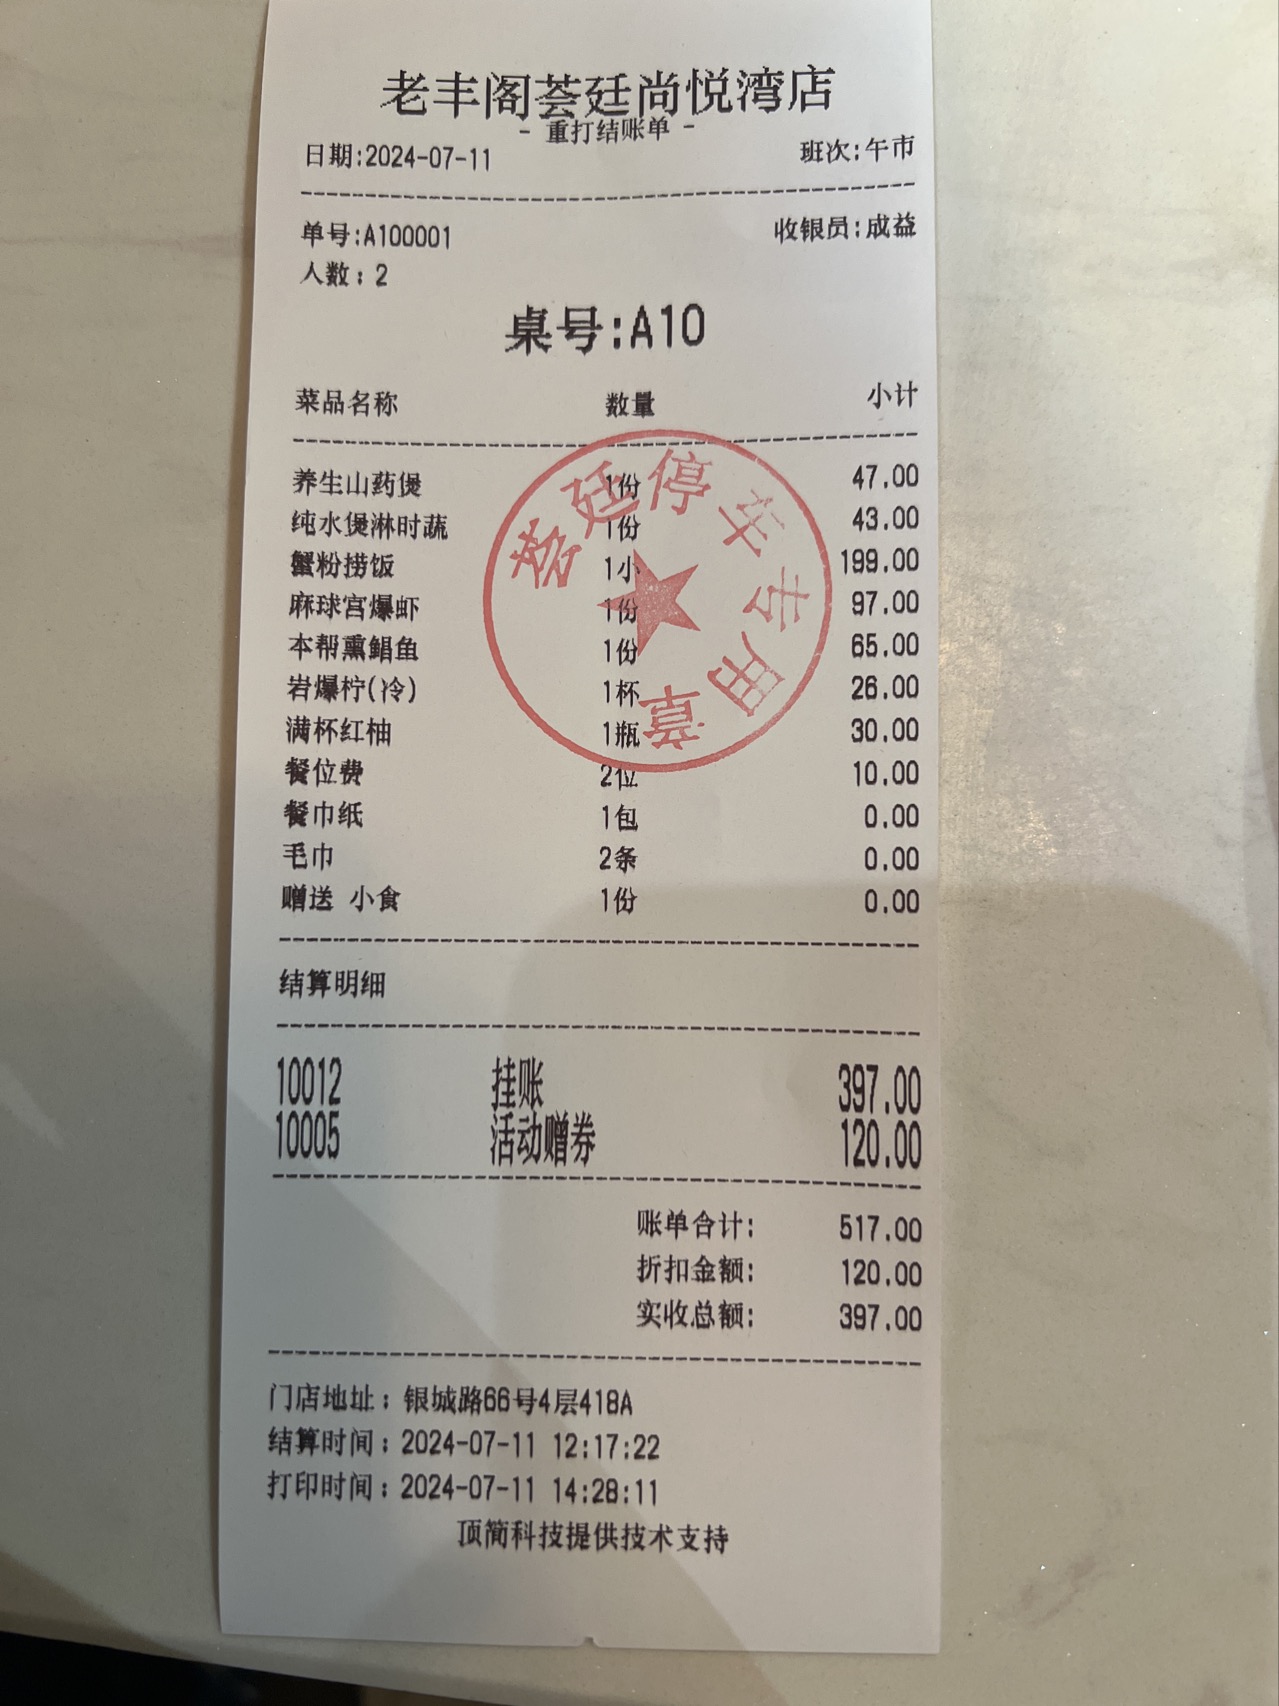 老丰阁荟廷尚悦湾店
- 重打结账单 -
日期:2024-07-11 班次:午市
单号:A100001 收银员:成益
人数：2
桌号:A10
菜品名称 数量 小计
养生山药煲 1份 47.00
纯水煲淋时蔬 1份 43.00
蟹粉捞饭 1小 199.00
麻球宫爆虾 1份 97.00
本帮熏鲳鱼 1份 65.00
岩爆柠(冷) 1杯 26.00
满杯红柚 1瓶 30.00
餐位费 2位 10.00
餐巾纸 1包 0.00
毛巾 2条 0.00
赠送 小食 1份 0.00
荟廷停车专用章
结算明细
10012 挂账 397.00
10005 活动赠券 120.00
账单合计: 517.00
折扣金额: 120.00
实收总额: 397.00
门店地址：银城路66号4层418A
结算时间：2024-07-11 12:17:22
打印时间：2024-07-11 14:28:11
顶简科技提供技术支持